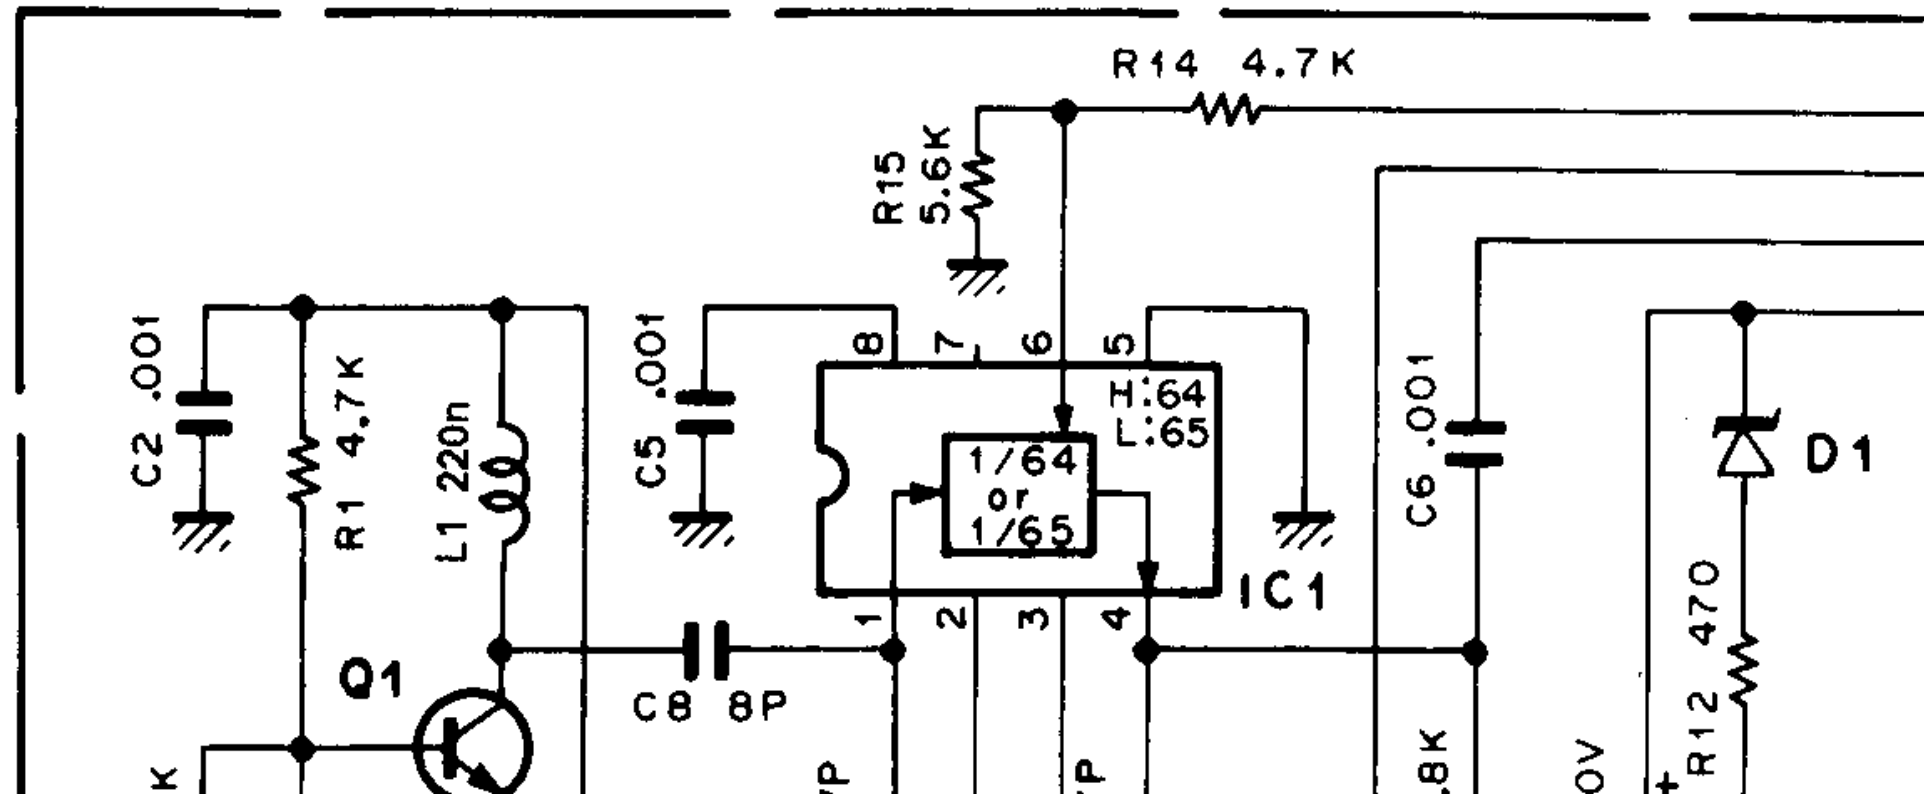 R14 4.7K
R15
5.6K
C2 .001
R1 4.7K
L1 220n
C5 .001
8
7
6
5
H:64
L:65
1/64
or
1/65
1
2
3
4
IC1
C6 .001
D1
R12 470
Q1
C8 8P
K
P
P
.8K
0V
+